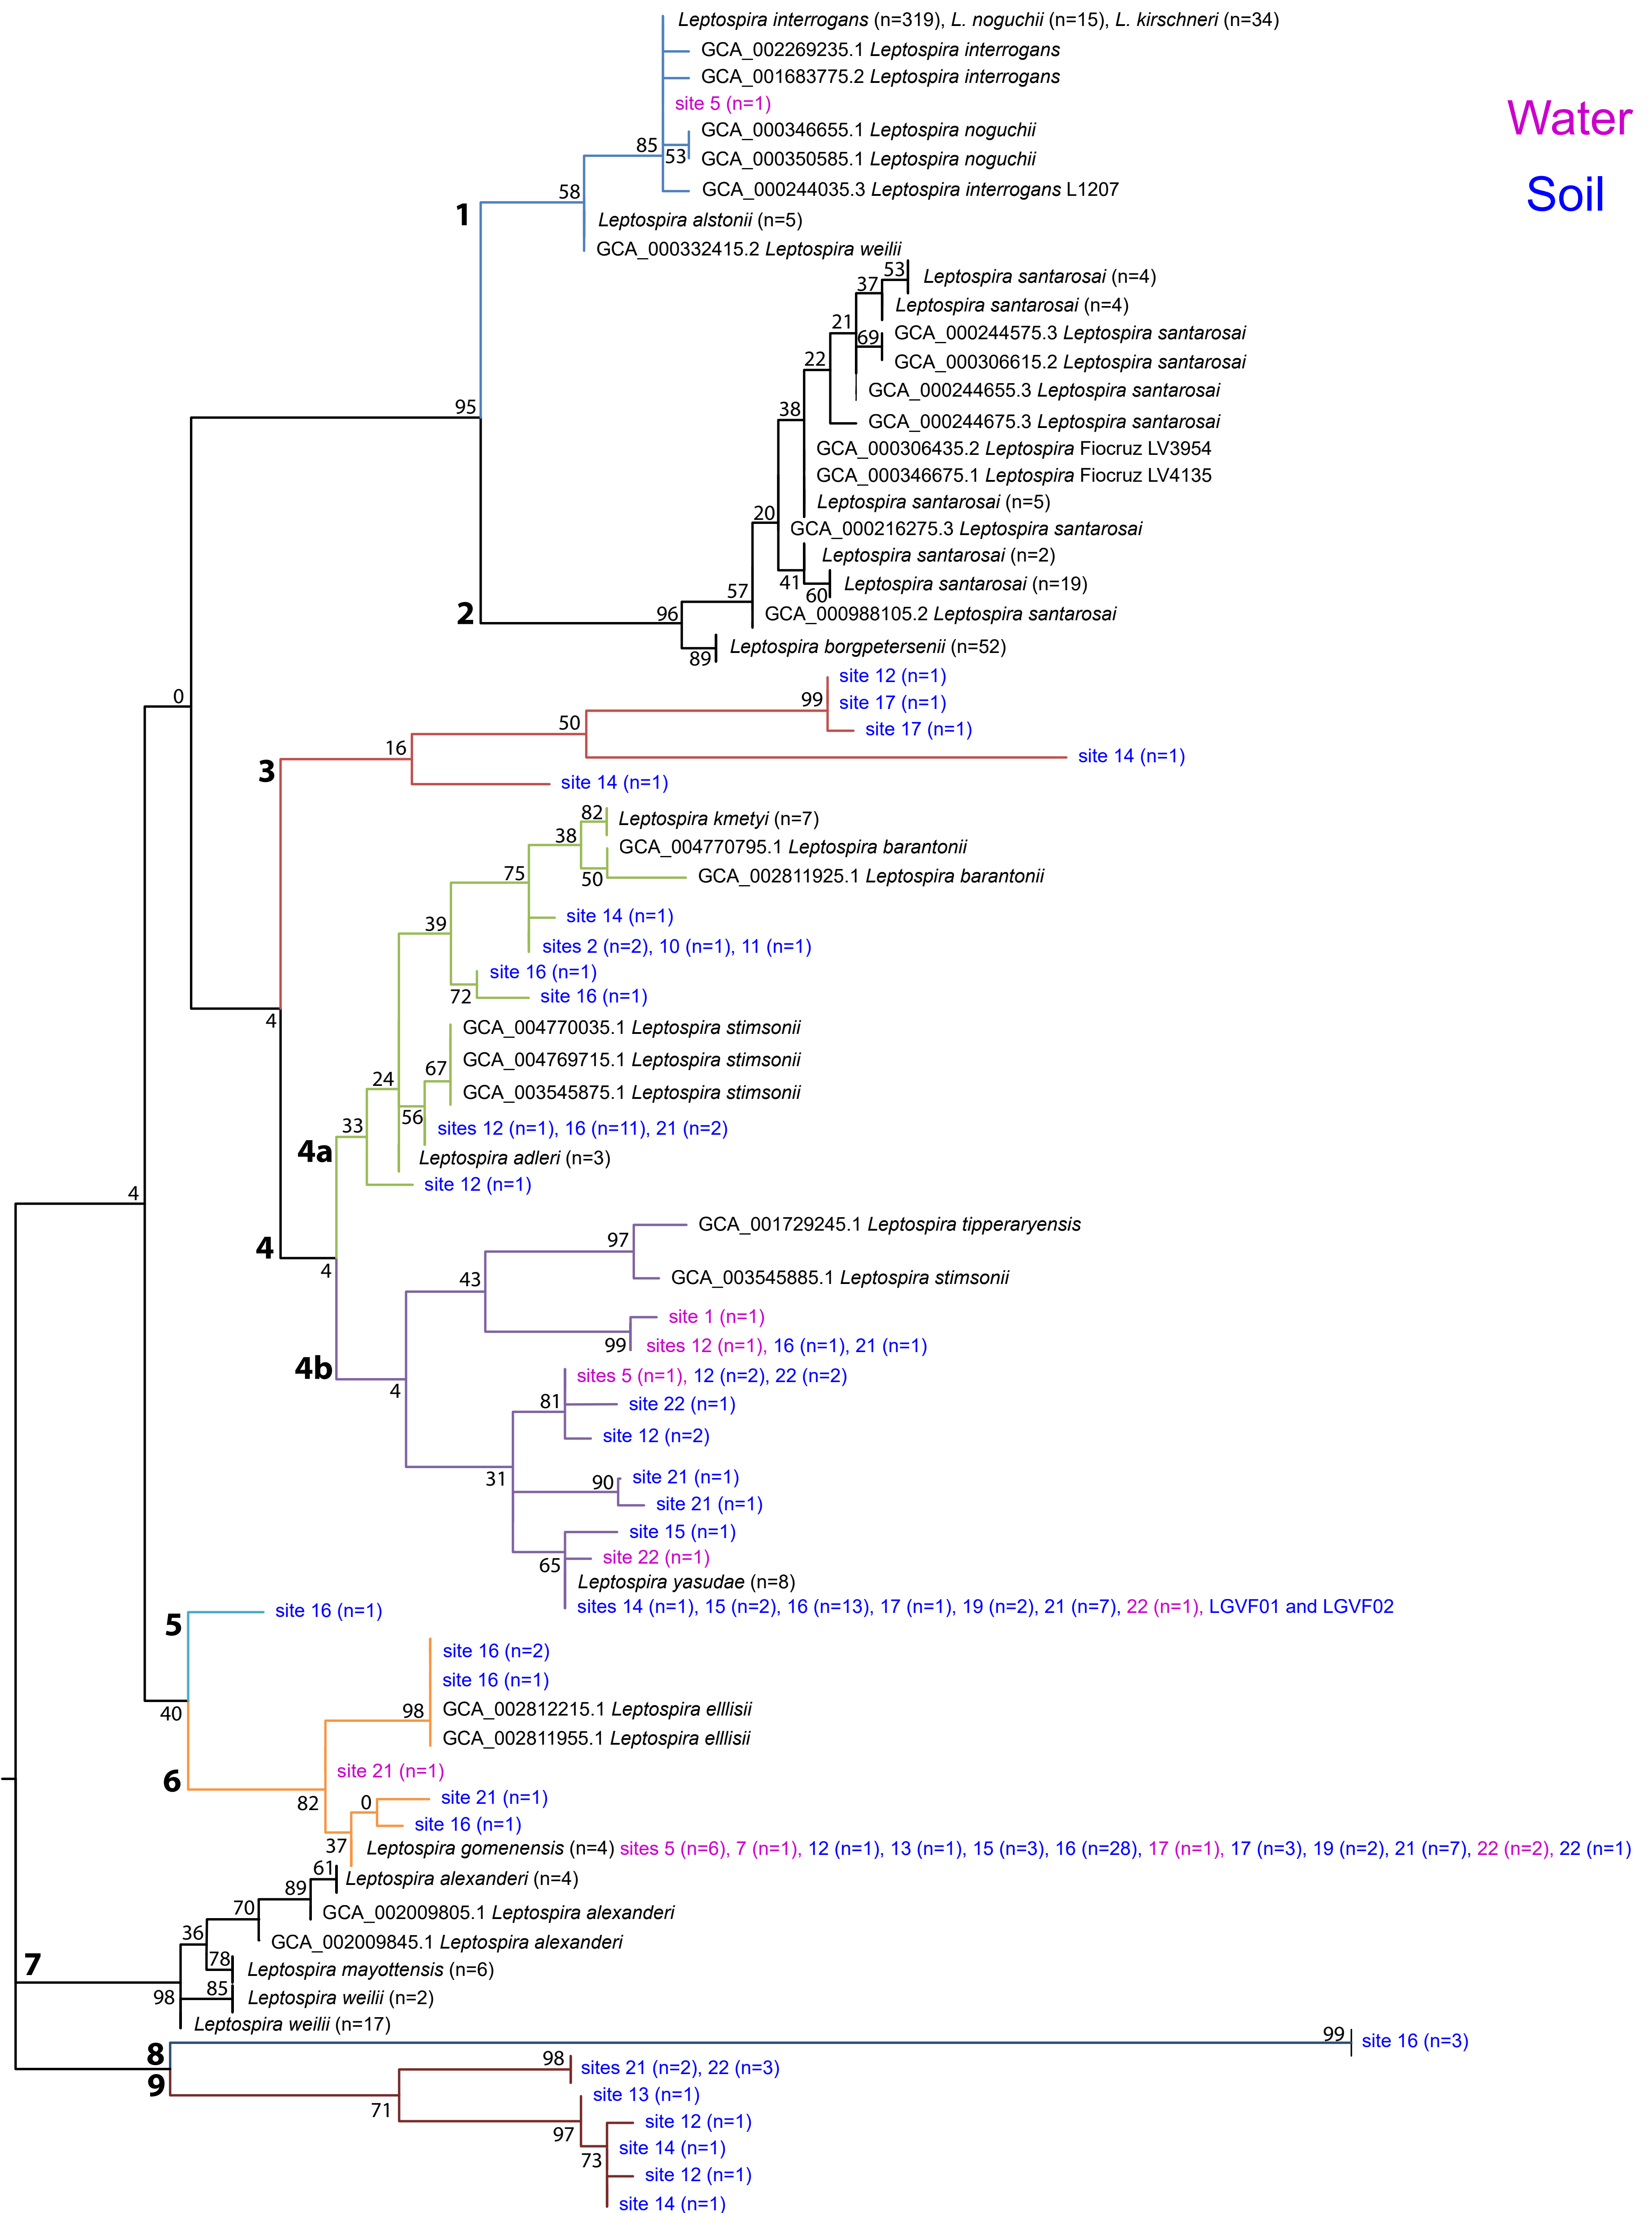 Leptospira interrogans (n=319), L. noguchii (n=15), L. kirschneri (n=34)
GCA_002269235.1 Leptospira interrogans
GCA_001683775.2 Leptospira interrogans
Water
site 5 (n=1)
GCA_000346655.1 Leptospira noguchii
85
53
GCA_000350585.1 Leptospira noguchii
Soil
58
GCA_000244035.3 Leptospira interrogans L1207
1
Leptospira alstonii (n=5)
GCA_000332415.2 Leptospira weilii
53
Leptospira santarosai (n=4)
37
Leptospira santarosai (n=4)
21
GCA_000244575.3 Leptospira santarosai
69
22
GCA_000306615.2 Leptospira santarosai
GCA_000244655.3 Leptospira santarosai
95
38
GCA_000244675.3 Leptospira santarosai
GCA_000306435.2 Leptospira Fiocruz LV3954
GCA_000346675.1 Leptospira Fiocruz LV4135
Leptospira santarosai (n=5)
20
GCA_000216275.3 Leptospira santarosai
Leptospira santarosai (n=2)
41
Leptospira santarosai (n=19)
60
57
2
96
GCA_000988105.2 Leptospira santarosai
89
Leptospira borgpetersenii (n=52)
site 12 (n=1)
0
99
site 17 (n=1)
50
site 17 (n=1)
16
site 14 (n=1)
3
site 14 (n=1)
82
Leptospira kmetyi (n=7)
38
GCA_004770795.1 Leptospira barantonii
75
50
GCA_002811925.1 Leptospira barantonii
39
site 14 (n=1)
sites 2 (n=2), 10 (n=1), 11 (n=1)
site 16 (n=1)
72
site 16 (n=1)
4
GCA_004770035.1 Leptospira stimsonii
67
GCA_004769715.1 Leptospira stimsonii
24
GCA_003545875.1 Leptospira stimsonii
56
33
sites 12 (n=1), 16 (n=11), 21 (n=2)
4a
Leptospira adleri (n=3)
site 12 (n=1)
4
GCA_001729245.1 Leptospira tipperaryensis
97
4
4
43
GCA_003545885.1 Leptospira stimsonii
site 1 (n=1)
99
sites 12 (n=1), 16 (n=1), 21 (n=1)
4b
4
sites 5 (n=1), 12 (n=2), 22 (n=2)
81
site 22 (n=1)
site 12 (n=2)
31
90
site 21 (n=1)
site 21 (n=1)
site 15 (n=1)
65
site 22 (n=1)
Leptospira yasudae (n=8)
sites 14 (n=1), 15 (n=2), 16 (n=13), 17 (n=1), 19 (n=2), 21 (n=7), 22 (n=1), LGVF01 and LGVF02
5
site 16 (n=1)
site 16 (n=2)
site 16 (n=1)
40
98
GCA_002812215.1 Leptospira elllisii
GCA_002811955.1 Leptospira elllisii
6
site 21 (n=1)
82
0
site 21 (n=1)
site 16 (n=1)
37
Leptospira gomenensis (n=4) sites 5 (n=6), 7 (n=1), 12 (n=1), 13 (n=1), 15 (n=3), 16 (n=28), 17 (n=1), 17 (n=3), 19 (n=2), 21 (n=7), 22 (n=2), 22 (n=1)
61
Leptospira alexanderi (n=4)
89
70
GCA_002009805.1 Leptospira alexanderi
36
GCA_002009845.1 Leptospira alexanderi
7
78
Leptospira mayottensis (n=6)
98
85
Leptospira weilii (n=2)
Leptospira weilii (n=17)
8
99
site 16 (n=3)
9
98
sites 21 (n=2), 22 (n=3)
71
site 13 (n=1)
97
site 12 (n=1)
73
site 14 (n=1)
site 12 (n=1)
site 14 (n=1)